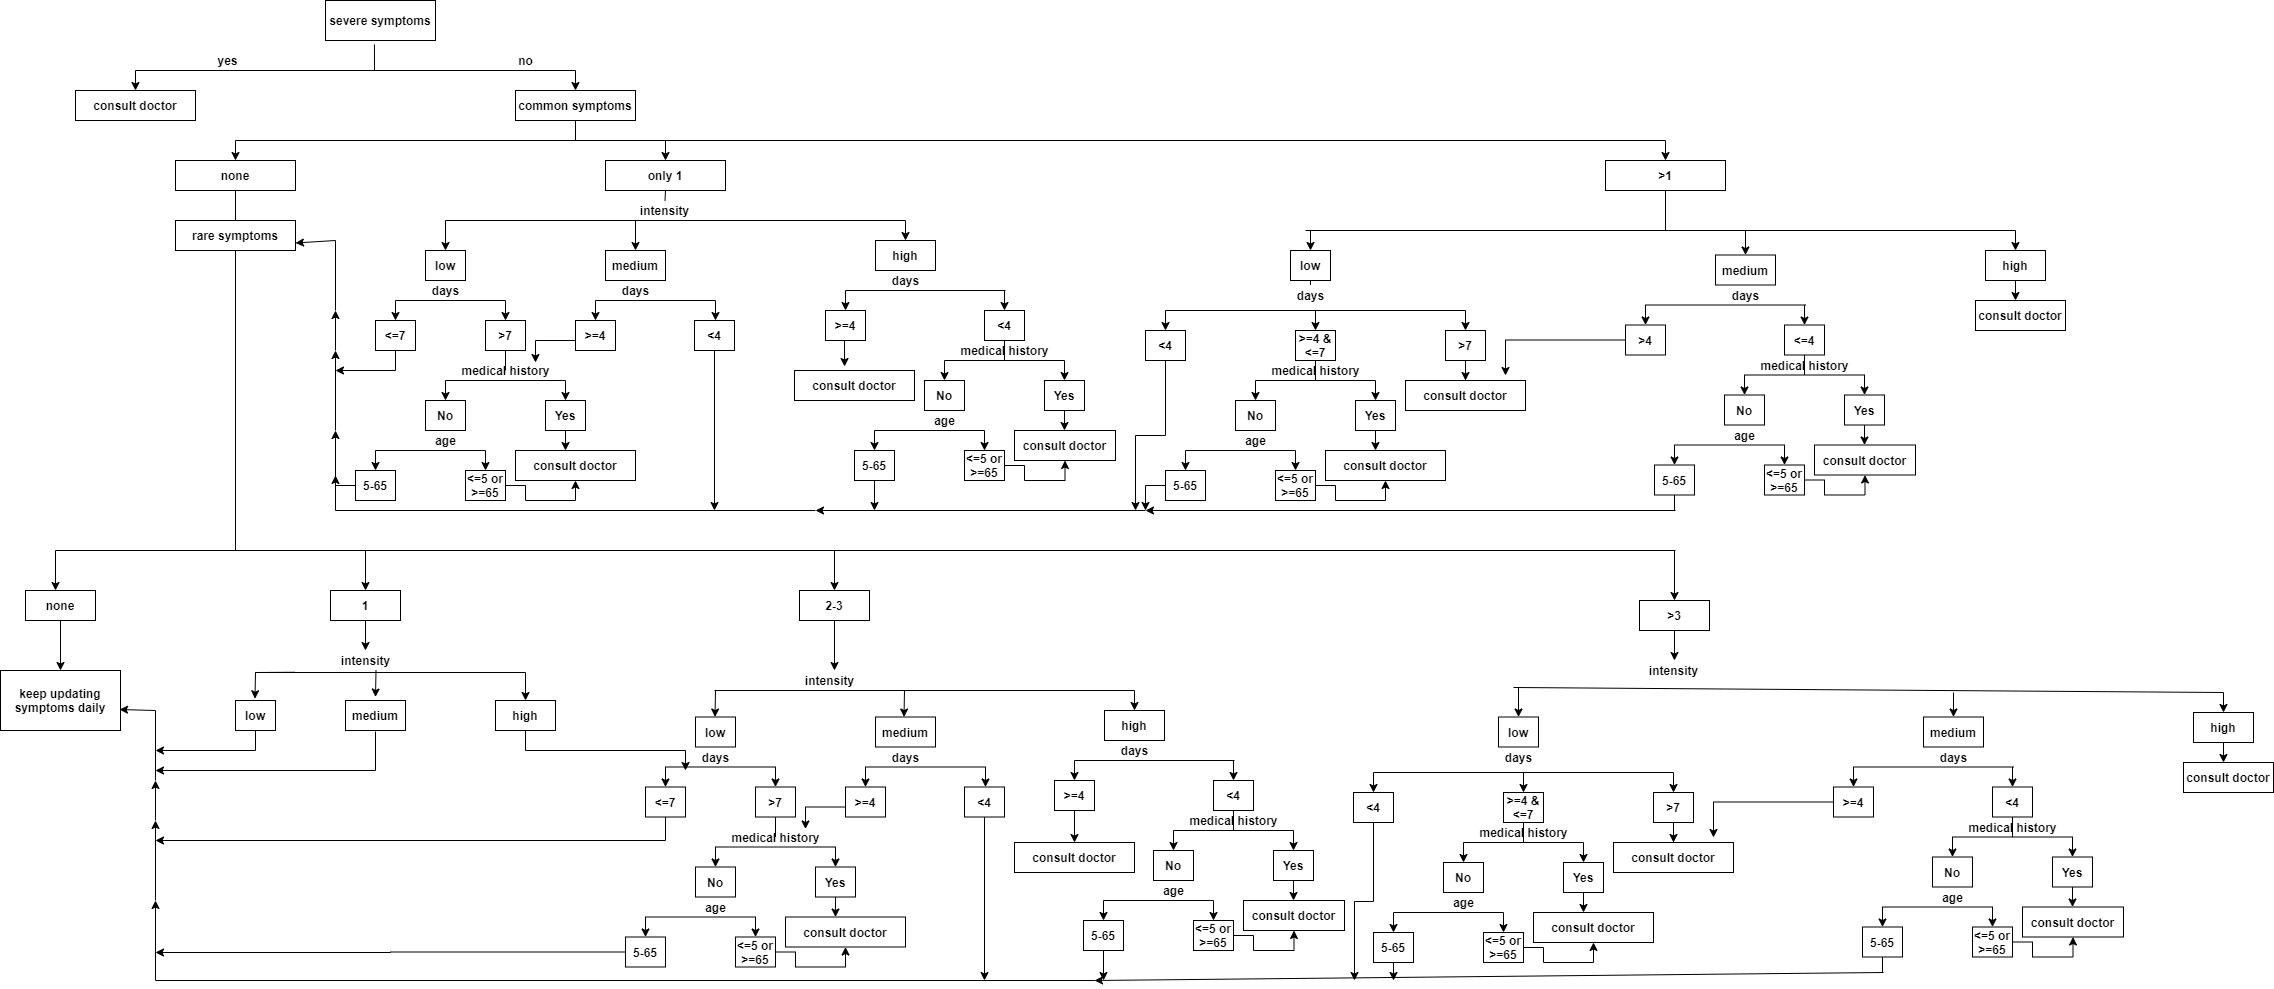 severe symptoms
yes
no
consult doctor
common symptoms
none
only 1
>1
rare symptoms
intensity
low
medium
high
low
medium
high
days
days
days
days
days
consult doctor
<=7
>7
>=4
<4
>=4
<4
<4
>=4 &
<=7
>7
>4
<=4
medical history
medical history
medical history
medical history
consult doctor
No
Yes
consult doctor
No
Yes
No
Yes
No
Yes
age
age
age
age
consult doctor
consult doctor
consult doctor
consult doctor
5-65
<=5 or
>=65
5-65
<=5 or
>=65
5-65
<=5 or
>=65
5-65
<=5 or
>=65
none
1
2-3
>3
intensity
intensity
intensity
keep updating
symptoms daily
low
medium
high
low
medium
high
low
medium
high
days
days
days
days
days
consult doctor
<=7
>7
>=4
<4
>=4
<4
<4
>=4 &
<=7
>7
>=4
<4
medical history
medical history
medical history
medical history
consult doctor
consult doctor
No
Yes
No
Yes
No
Yes
No
Yes
age
age
age
age
consult doctor
consult doctor
consult doctor
consult doctor
5-65
<=5 or
>=65
5-65
<=5 or
>=65
5-65
<=5 or
>=65
5-65
<=5 or
>=65